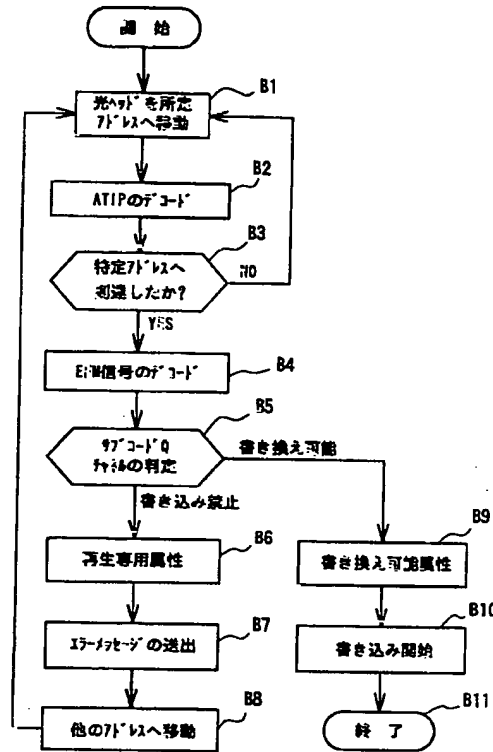 開 始
B1
光ヘッドを所定
アドレスへ移動
B2
ATIPのデコード
B3
特定アドレスへ
到達したか?
NO
YES
B4
EFM信号のデコード
B5
サブコードQ
チャネルの判定
書き換え可能
書き込み禁止
B6
再生専用属性
B9
書き換え可能属性
B7
エラーメッセージの送出
B10
書き込み開始
B8
他のアドレスへ移動
B11
終 了